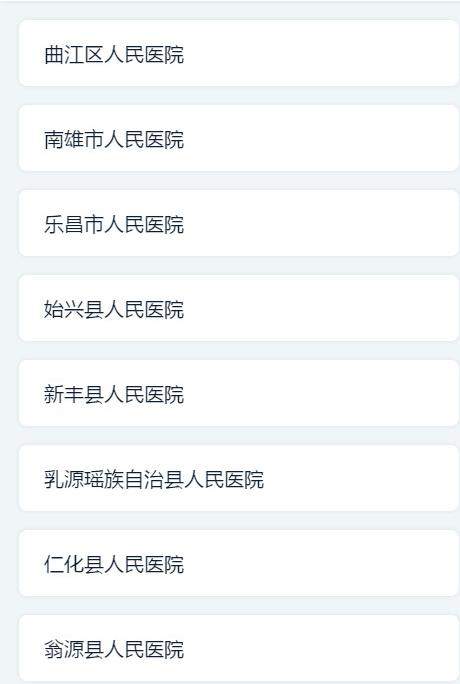 曲江区人民医院
南雄市人民医院
乐昌市人民医院
始兴县人民医院
新丰县人民医院
乳源瑶族自治县人民医院
仁化县人民医院
翁源县人民医院